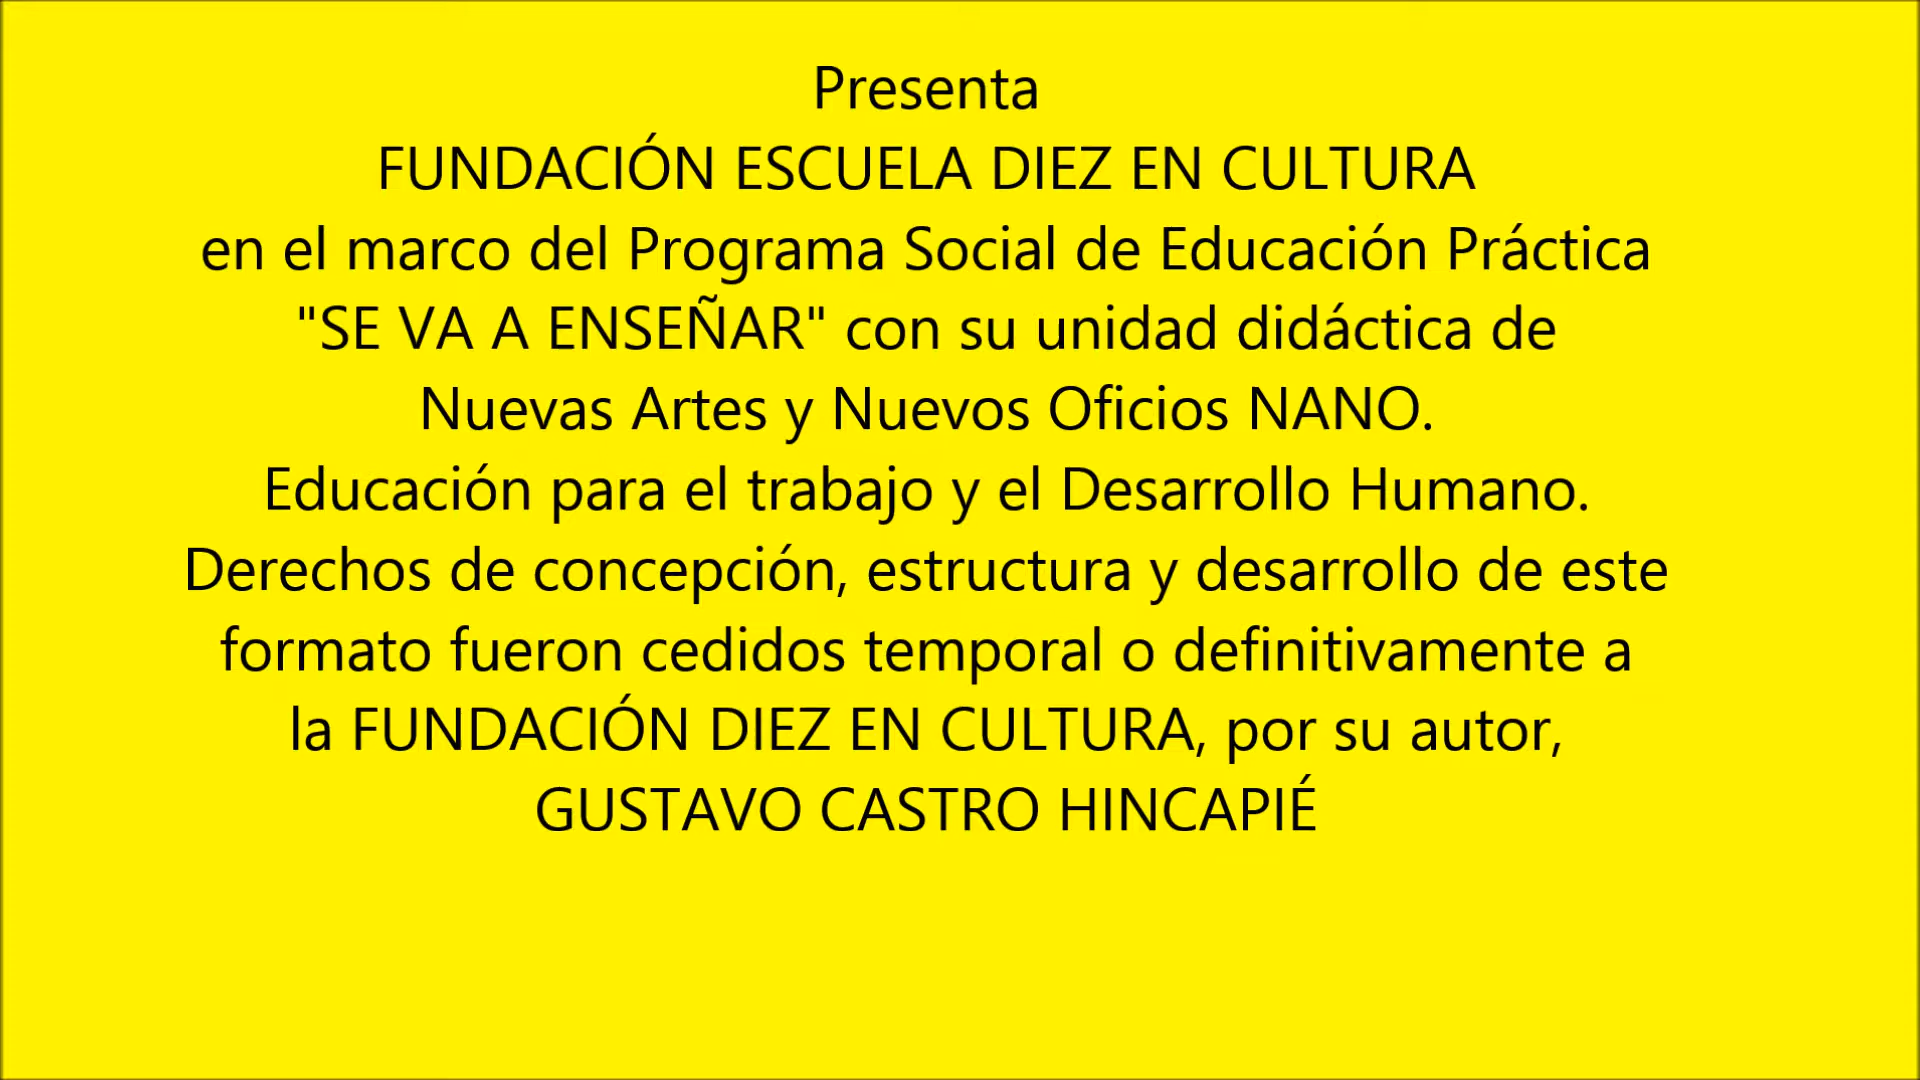 Presenta
FUNDACIÓN ESCUELA DIEZ EN CULTURA
en el marco del Programa Social de Educación Práctica
"SE VA A ENSEÑAR" con su unidad didáctica de
Nuevas Artes y Nuevos Oficios NANO.
Educación para el trabajo y el Desarrollo Humano.
Derechos de concepción, estructura y desarrollo de este
formato fueron cedidos temporal o definitivamente a
la FUNDACIÓN DIEZ EN CULTURA, por su autor,
GUSTAVO CASTRO HINCAPIÉ